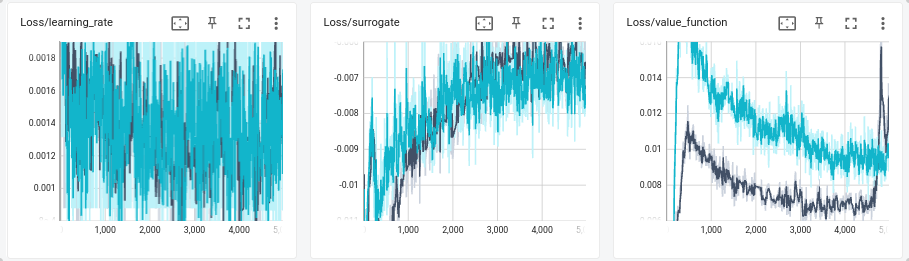 Loss/learning_rate
0.0018
0.0016
0.0014
0.0012
0.001
1,000 2,000 3,000 4,000
Loss/surrogate
-0.007
-0.008
-0.009
-0.01
1,000 2,000 3,000 4,000
Loss/value_function
0.014
0.012
0.01
0.008
1,000 2,000 3,000 4,000